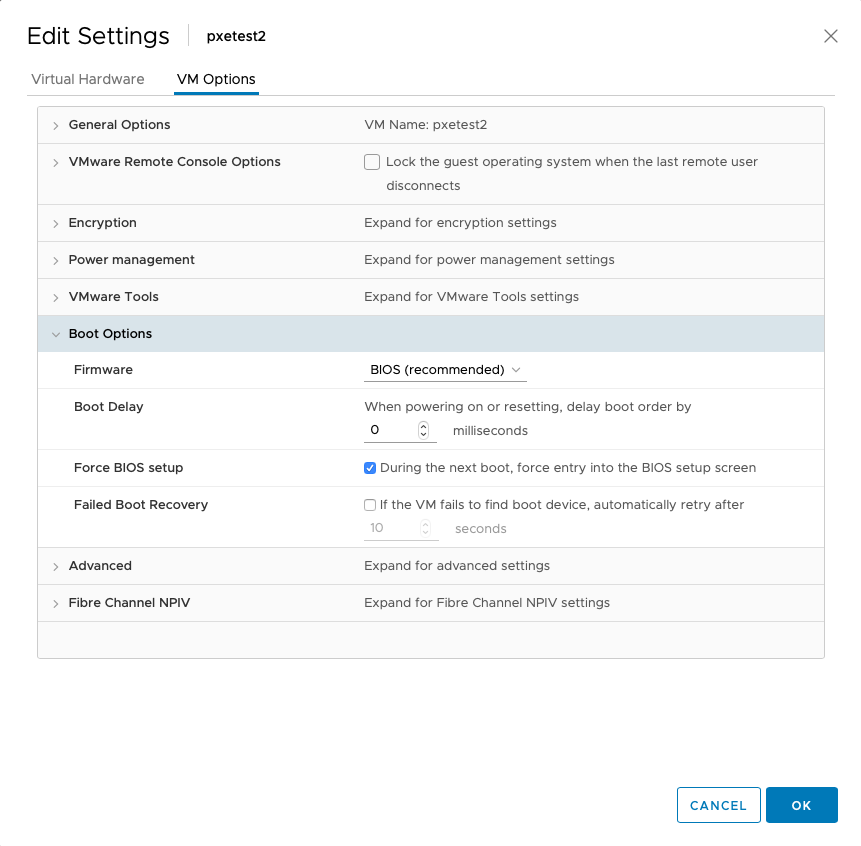 Edit Settings pxetest2
Virtual Hardware VM Options
General Options VM Name: pxetest2
VMware Remote Console Options Lock the guest operating system when the last remote user
disconnects
Encryption Expand for encryption settings
Power management Expand for power management settings
VMware Tools Expand for VMware Tools settings
Boot Options
Firmware BIOS (recommended)
Boot Delay When powering on or resetting, delay boot order by
0 milliseconds
Force BIOS setup During the next boot, force entry into the BIOS setup screen
Failed Boot Recovery If the VM fails to find boot device, automatically retry after
10 seconds
Advanced Expand for advanced settings
Fibre Channel NPIV Expand for Fibre Channel NPIV settings
CANCEL OK